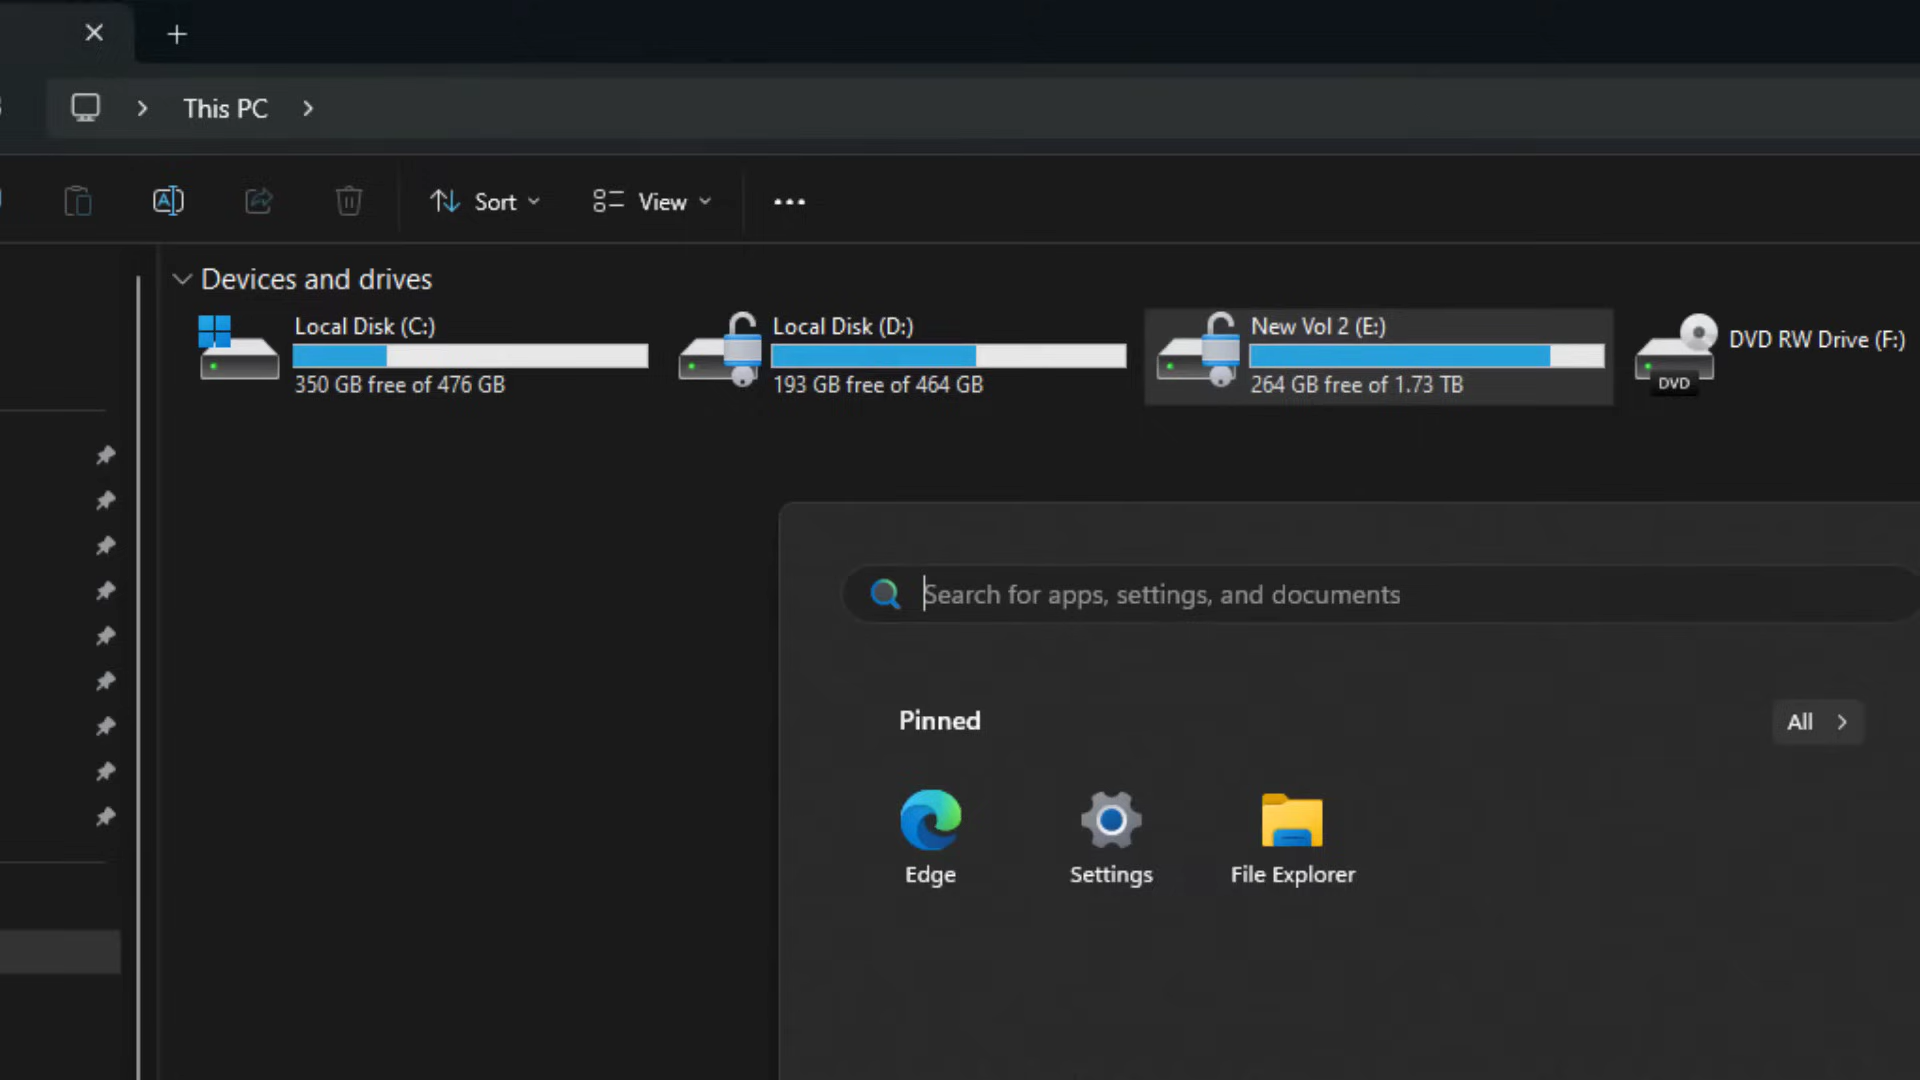 This PC
Sort
View
Devices and drives
Local Disk (C:)
350 GB free of 476 GB
Local Disk (D:)
193 GB free of 464 GB
New Vol 2 (E:)
264 GB free of 1.73 TB
DVD RW Drive (F:)
DVD
Search for apps, settings, and documents
Pinned
All
Edge
Settings
File Explorer